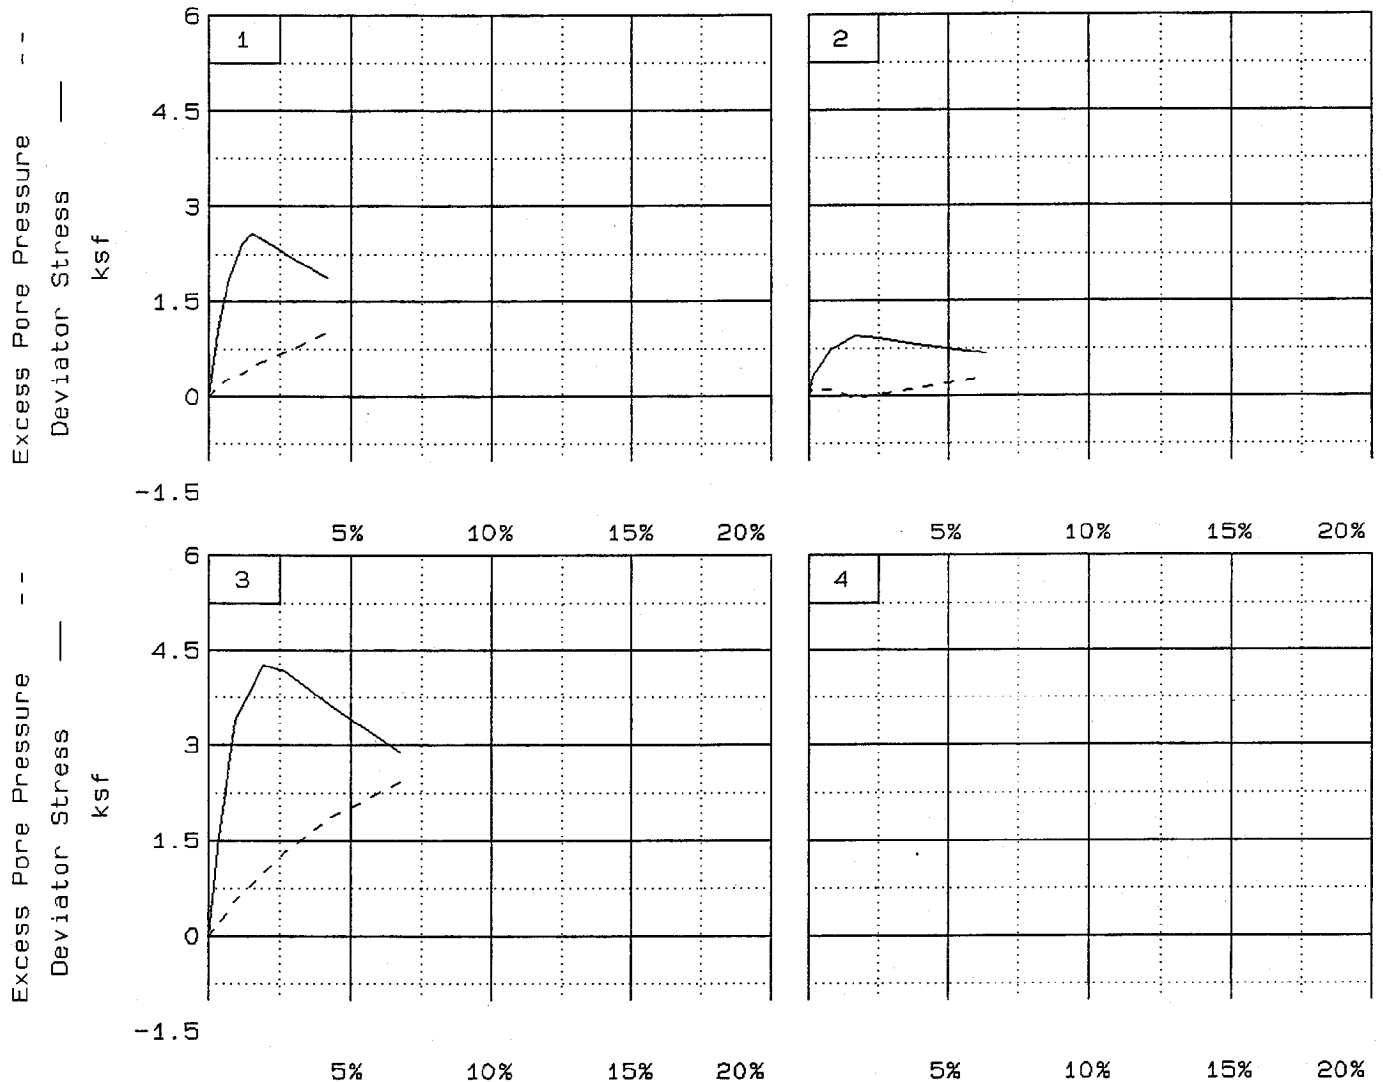 Excess Pore Pressure --
Deviator Stress —
ksf
6
4.5
3
1.5
0
-1.5
1
2
5% 10% 15% 20%
5% 10% 15% 20%
Excess Pore Pressure --
Deviator Stress —
ksf
6
4.5
3
1.5
0
-1.5
3
4
5% 10% 15% 20%
5% 10% 15% 20%